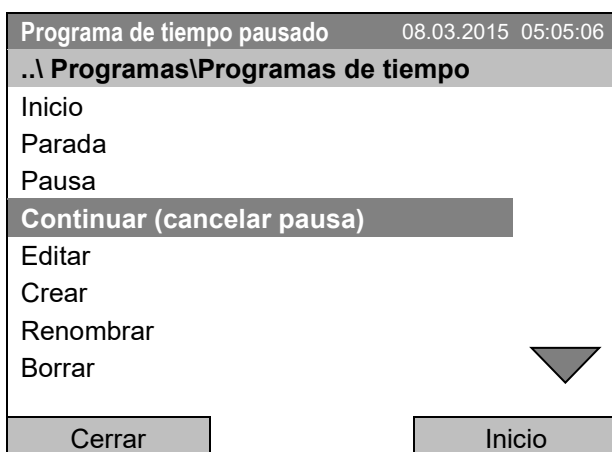 Programa de tiempo pausado 08.03.2015 05:05:06
..\ Programas\Programas de tiempo
Inicio
Parada
Pausa
Continuar (cancelar pausa)
Editar
Crear
Renombrar
Borrar
Cerrar Inicio